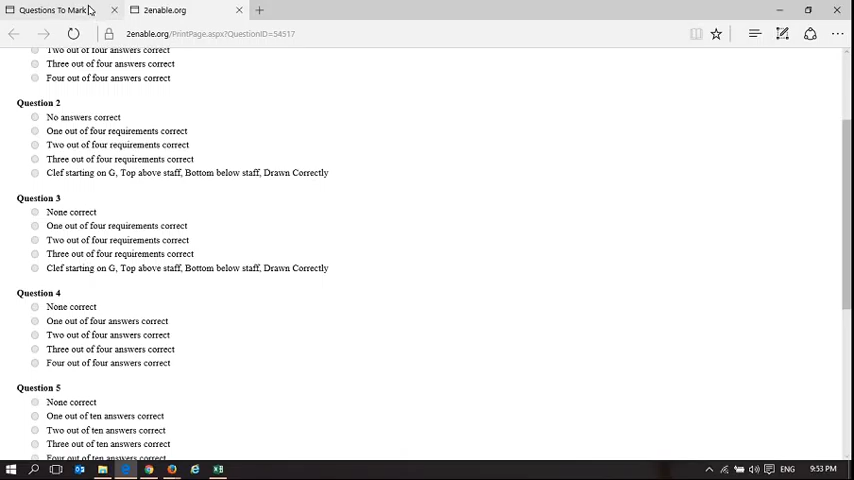 Questions To Mark
2enable.org
2enable.org/PrintPage.aspx?QuestionID=54517
Two out of four answers correct
Three out of four answers correct
Four out of four answers correct
Question 2
No answers correct
One out of four requirements correct
Two out of four requirements correct
Three out of four requirements correct
Clef starting on G, Top above staff, Bottom below staff, Drawn Correctly
Question 3
None correct
One out of four requirements correct
Two out of four requirements correct
Three out of four requirements correct
Clef starting on G, Top above staff, Bottom below staff, Drawn Correctly
Question 4
None correct
One out of four answers correct
Two out of four answers correct
Three out of four answers correct
Four out of four answers correct
Question 5
None correct
One out of ten answers correct
Two out of ten answers correct
Three out of ten answers correct
Four out of ten answers correct
ENG
9:53 PM